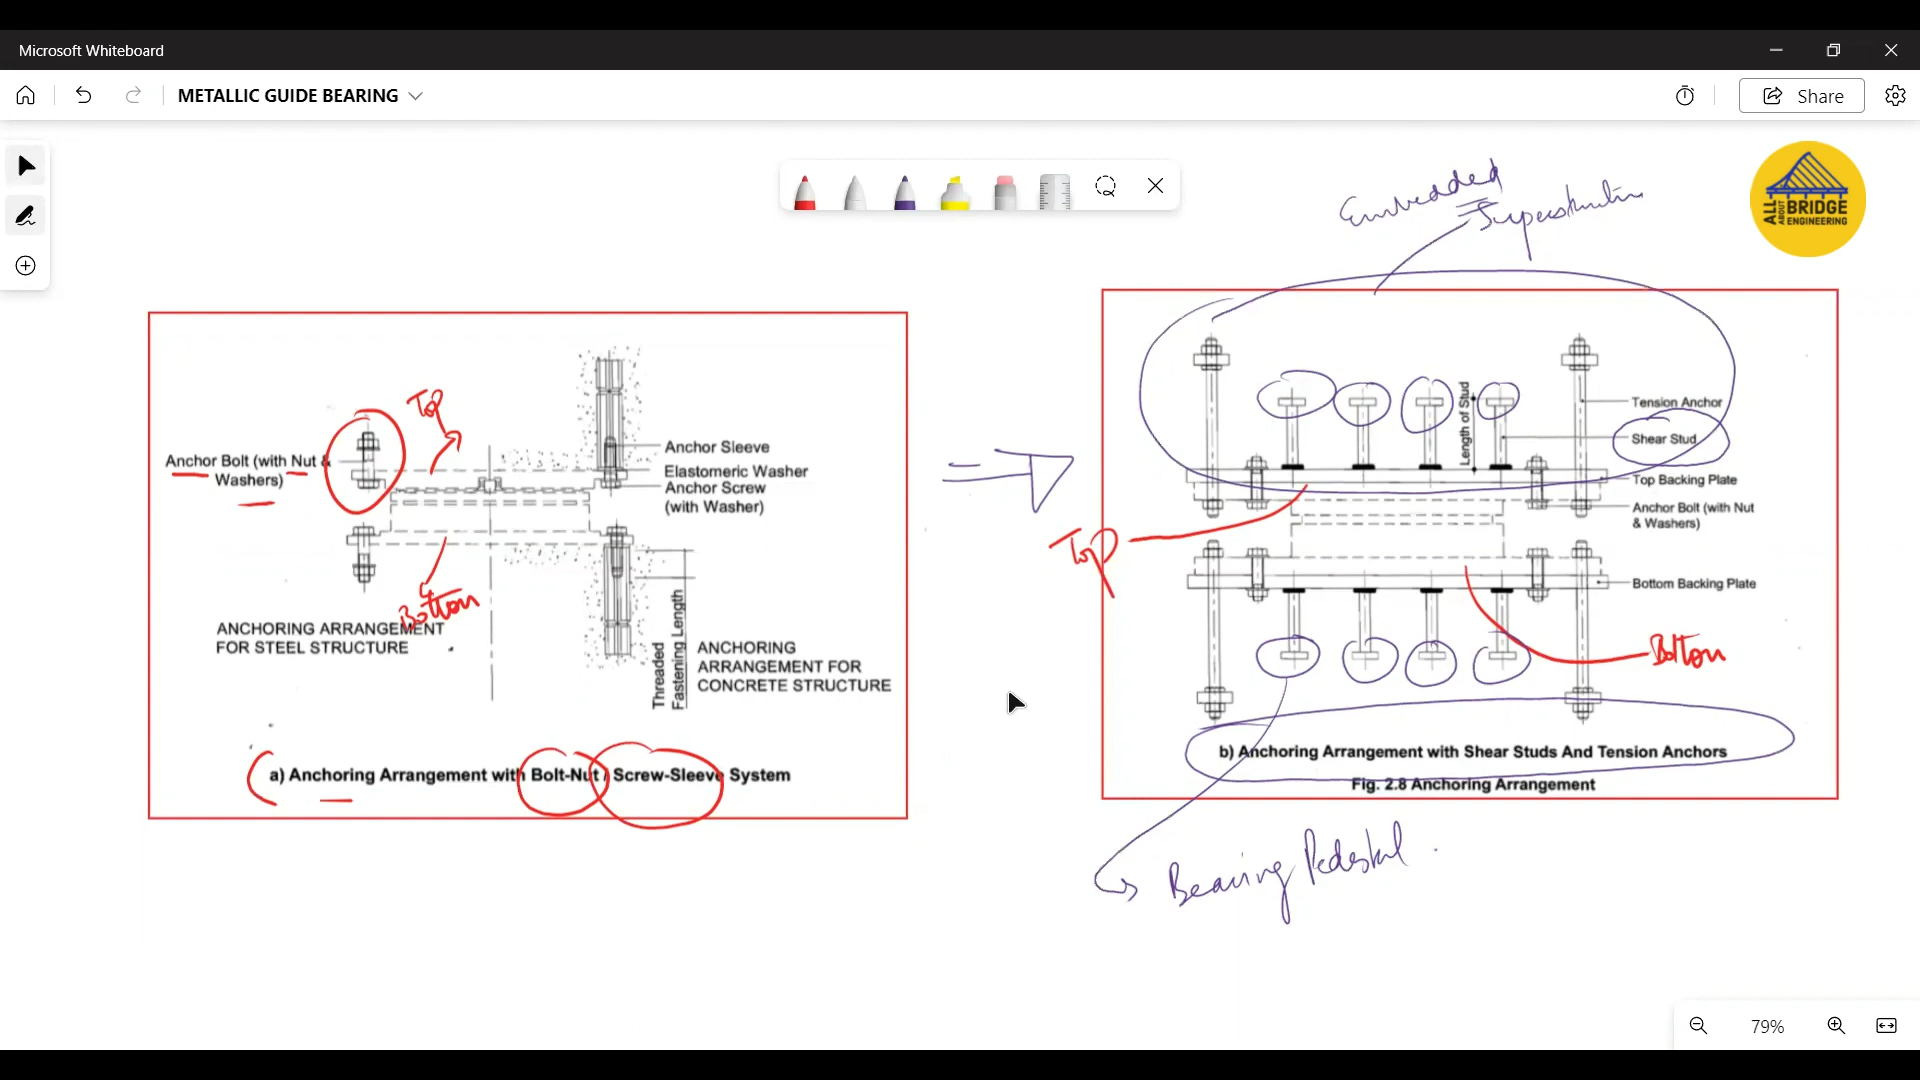 Microsoft Whiteboard
METALLIC GUIDE BEARING
Share
Embedded
Superstructure
ALL ABOUT BRIDGE ENGINEERING
Top
Anchor Bolt (with Nut &
Washers)
Anchor Sleeve
Elastomeric Washer
Anchor Screw
(with Washer)
Bottom
ANCHORING ARRANGEMENT
FOR STEEL STRUCTURE
Threaded
Fastening Length
ANCHORING
ARRANGEMENT FOR
CONCRETE STRUCTURE
a) Anchoring Arrangement with Bolt-Nut / Screw-Sleeve System
Length of Stud
Tension Anchor
Shear Stud
Top Backing Plate
Anchor Bolt (with Nut
& Washers)
Top
Bottom Backing Plate
Bottom
b) Anchoring Arrangement with Shear Studs And Tension Anchors
Fig. 2.8 Anchoring Arrangement
Bearing Pedestal
79%